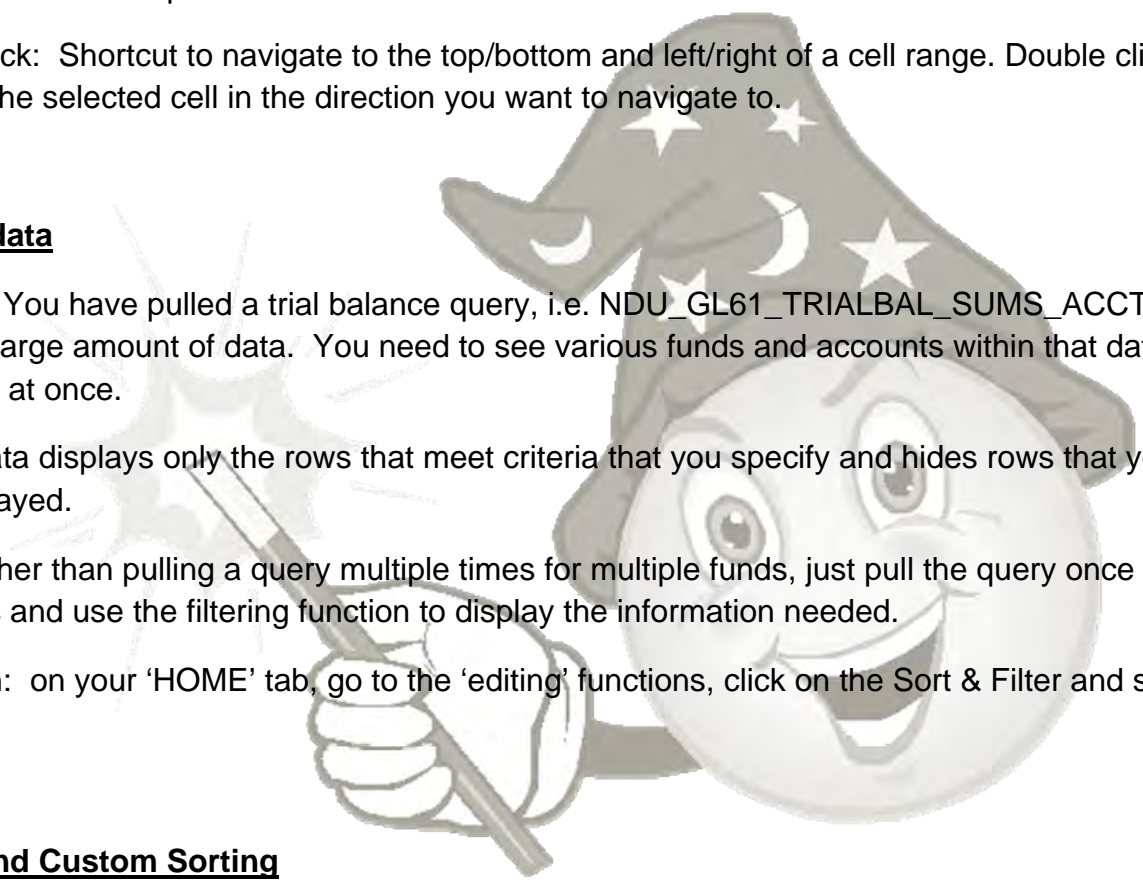 ck:  Shortcut to navigate to the top/bottom and left/right of a cell range. Double cli
he selected cell in the direction you want to navigate to.
data
You have pulled a trial balance query, i.e. NDU_GL61_TRIALBAL_SUMS_ACCT
arge amount of data.  You need to see various funds and accounts within that dat
at once.
ata displays only the rows that meet criteria that you specify and hides rows that y
ayed.
her than pulling a query multiple times for multiple funds, just pull the query once
and use the filtering function to display the information needed.
:  on your ‘HOME’ tab, go to the ‘editing’ functions, click on the Sort & Filter and s
nd Custom Sorting